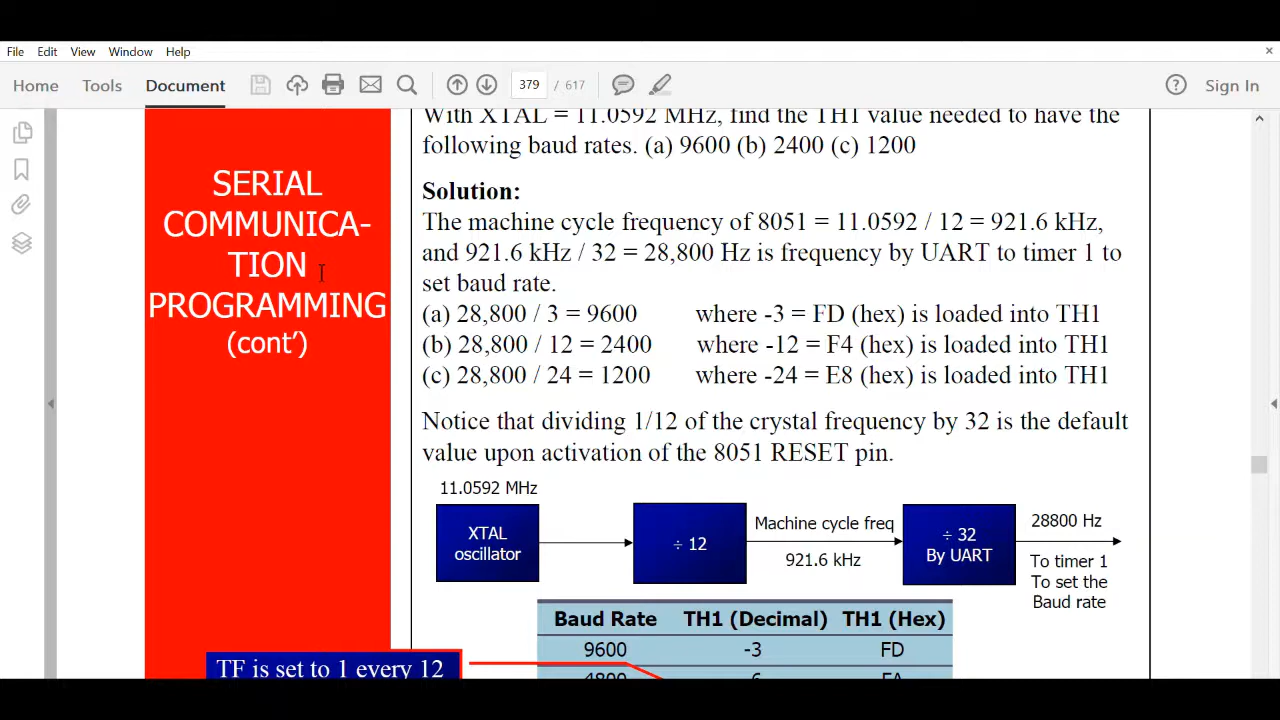 File Edit View Window Help
×
Home Tools Document 379 / 617 Sign In
With XTAL = 11.0592 MHz, find the TH1 value needed to have the
following baud rates. (a) 9600 (b) 2400 (c) 1200
SERIAL
COMMUNICA-
TION
PROGRAMMING
(cont’)
Solution:
The machine cycle frequency of 8051 = 11.0592 / 12 = 921.6 kHz,
and 921.6 kHz / 32 = 28,800 Hz is frequency by UART to timer 1 to
set baud rate.
(a) 28,800 / 3 = 9600 where -3 = FD (hex) is loaded into TH1
(b) 28,800 / 12 = 2400 where -12 = F4 (hex) is loaded into TH1
(c) 28,800 / 24 = 1200 where -24 = E8 (hex) is loaded into TH1
Notice that dividing 1/12 of the crystal frequency by 32 is the default
value upon activation of the 8051 RESET pin.
11.0592 MHz
XTAL
oscillator
÷ 12
Machine cycle freq
921.6 kHz
÷ 32
By UART
28800 Hz
To timer 1
To set the
Baud rate
Baud Rate TH1 (Decimal) TH1 (Hex)
9600 -3 FD
4800 -6 FA
TF is set to 1 every 12